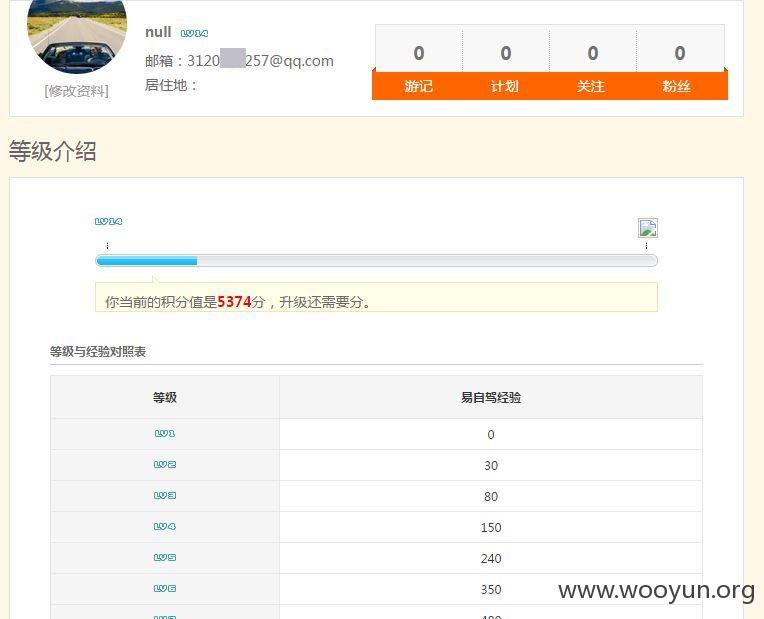 null LV14
邮箱：3120 257@qq.com
居住地：
[修改资料]
0 0 0 0
游记 计划 关注 粉丝
等级介绍
LV14
你当前的积分值是5374分，升级还需要分。
等级与经验对照表
等级 易自驾经验
LV1 0
LV2 30
LV3 80
LV4 150
LV5 240
LV6 350
www.wooyun.org